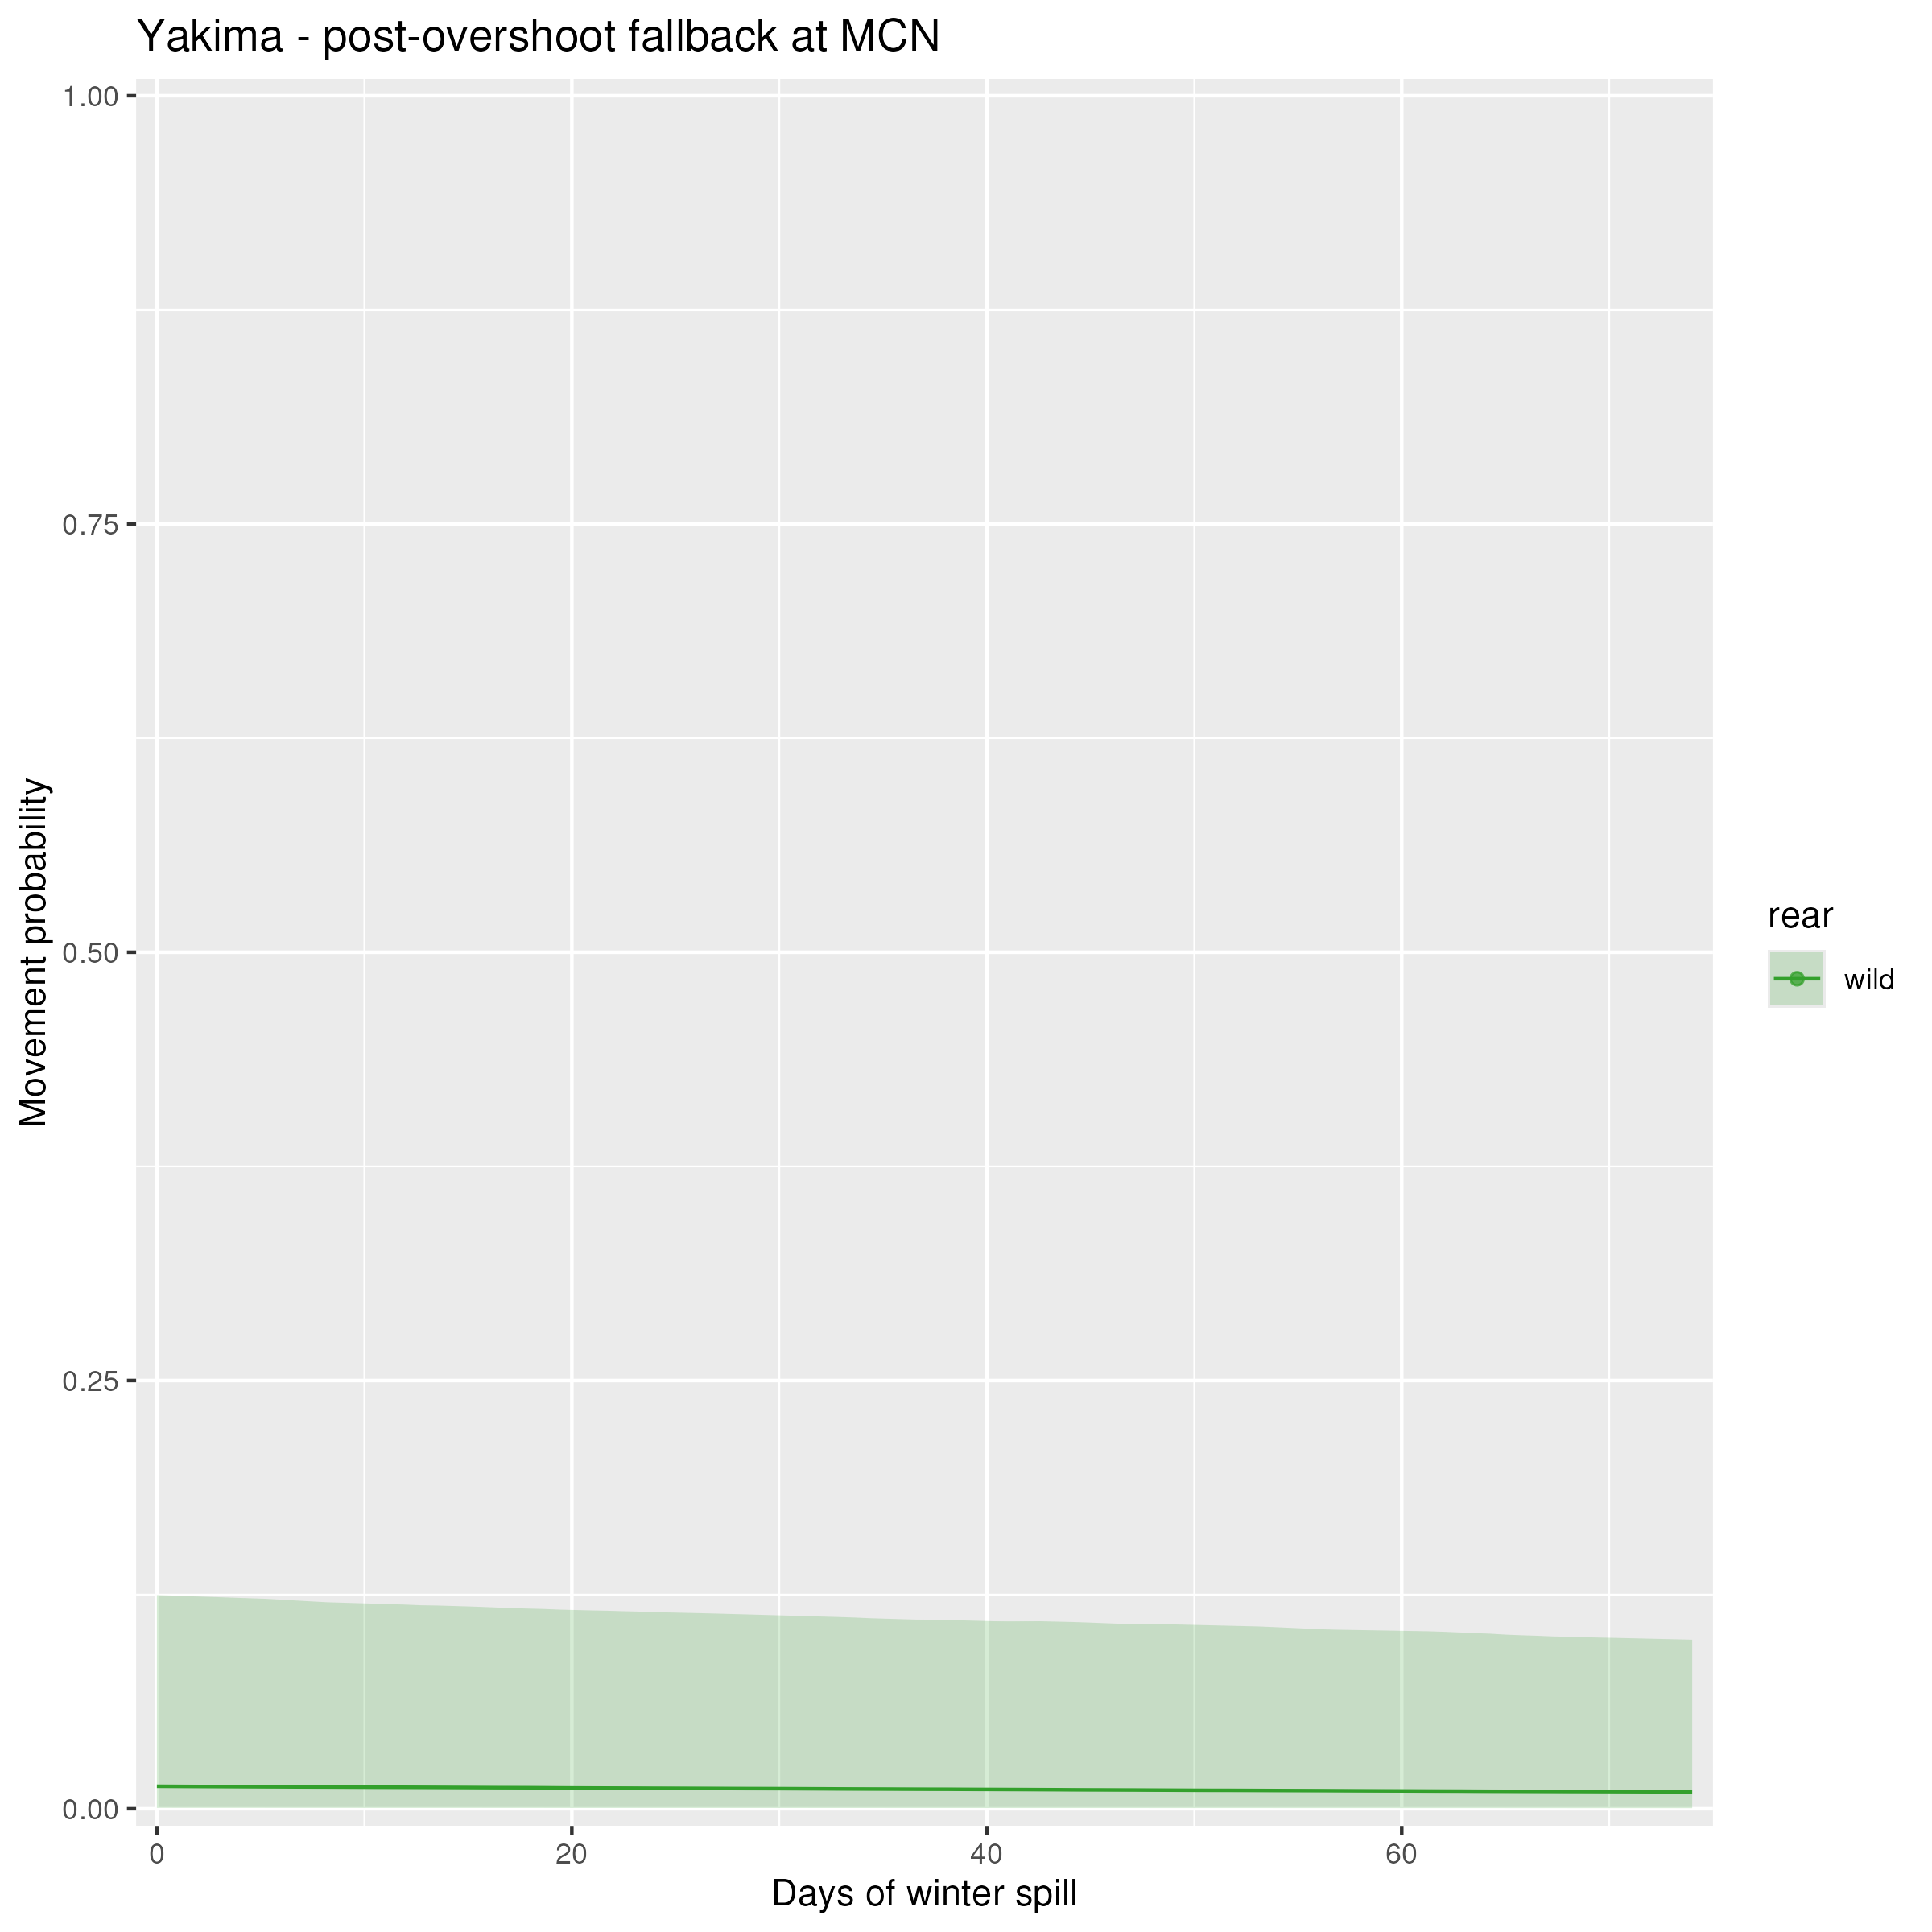 Yakima - post-overshoot fallback at MCN
1.00
0.75
0.50
0.25
0.00
Movement probability
0
20
40
60
Days of winter spill
rear
wild